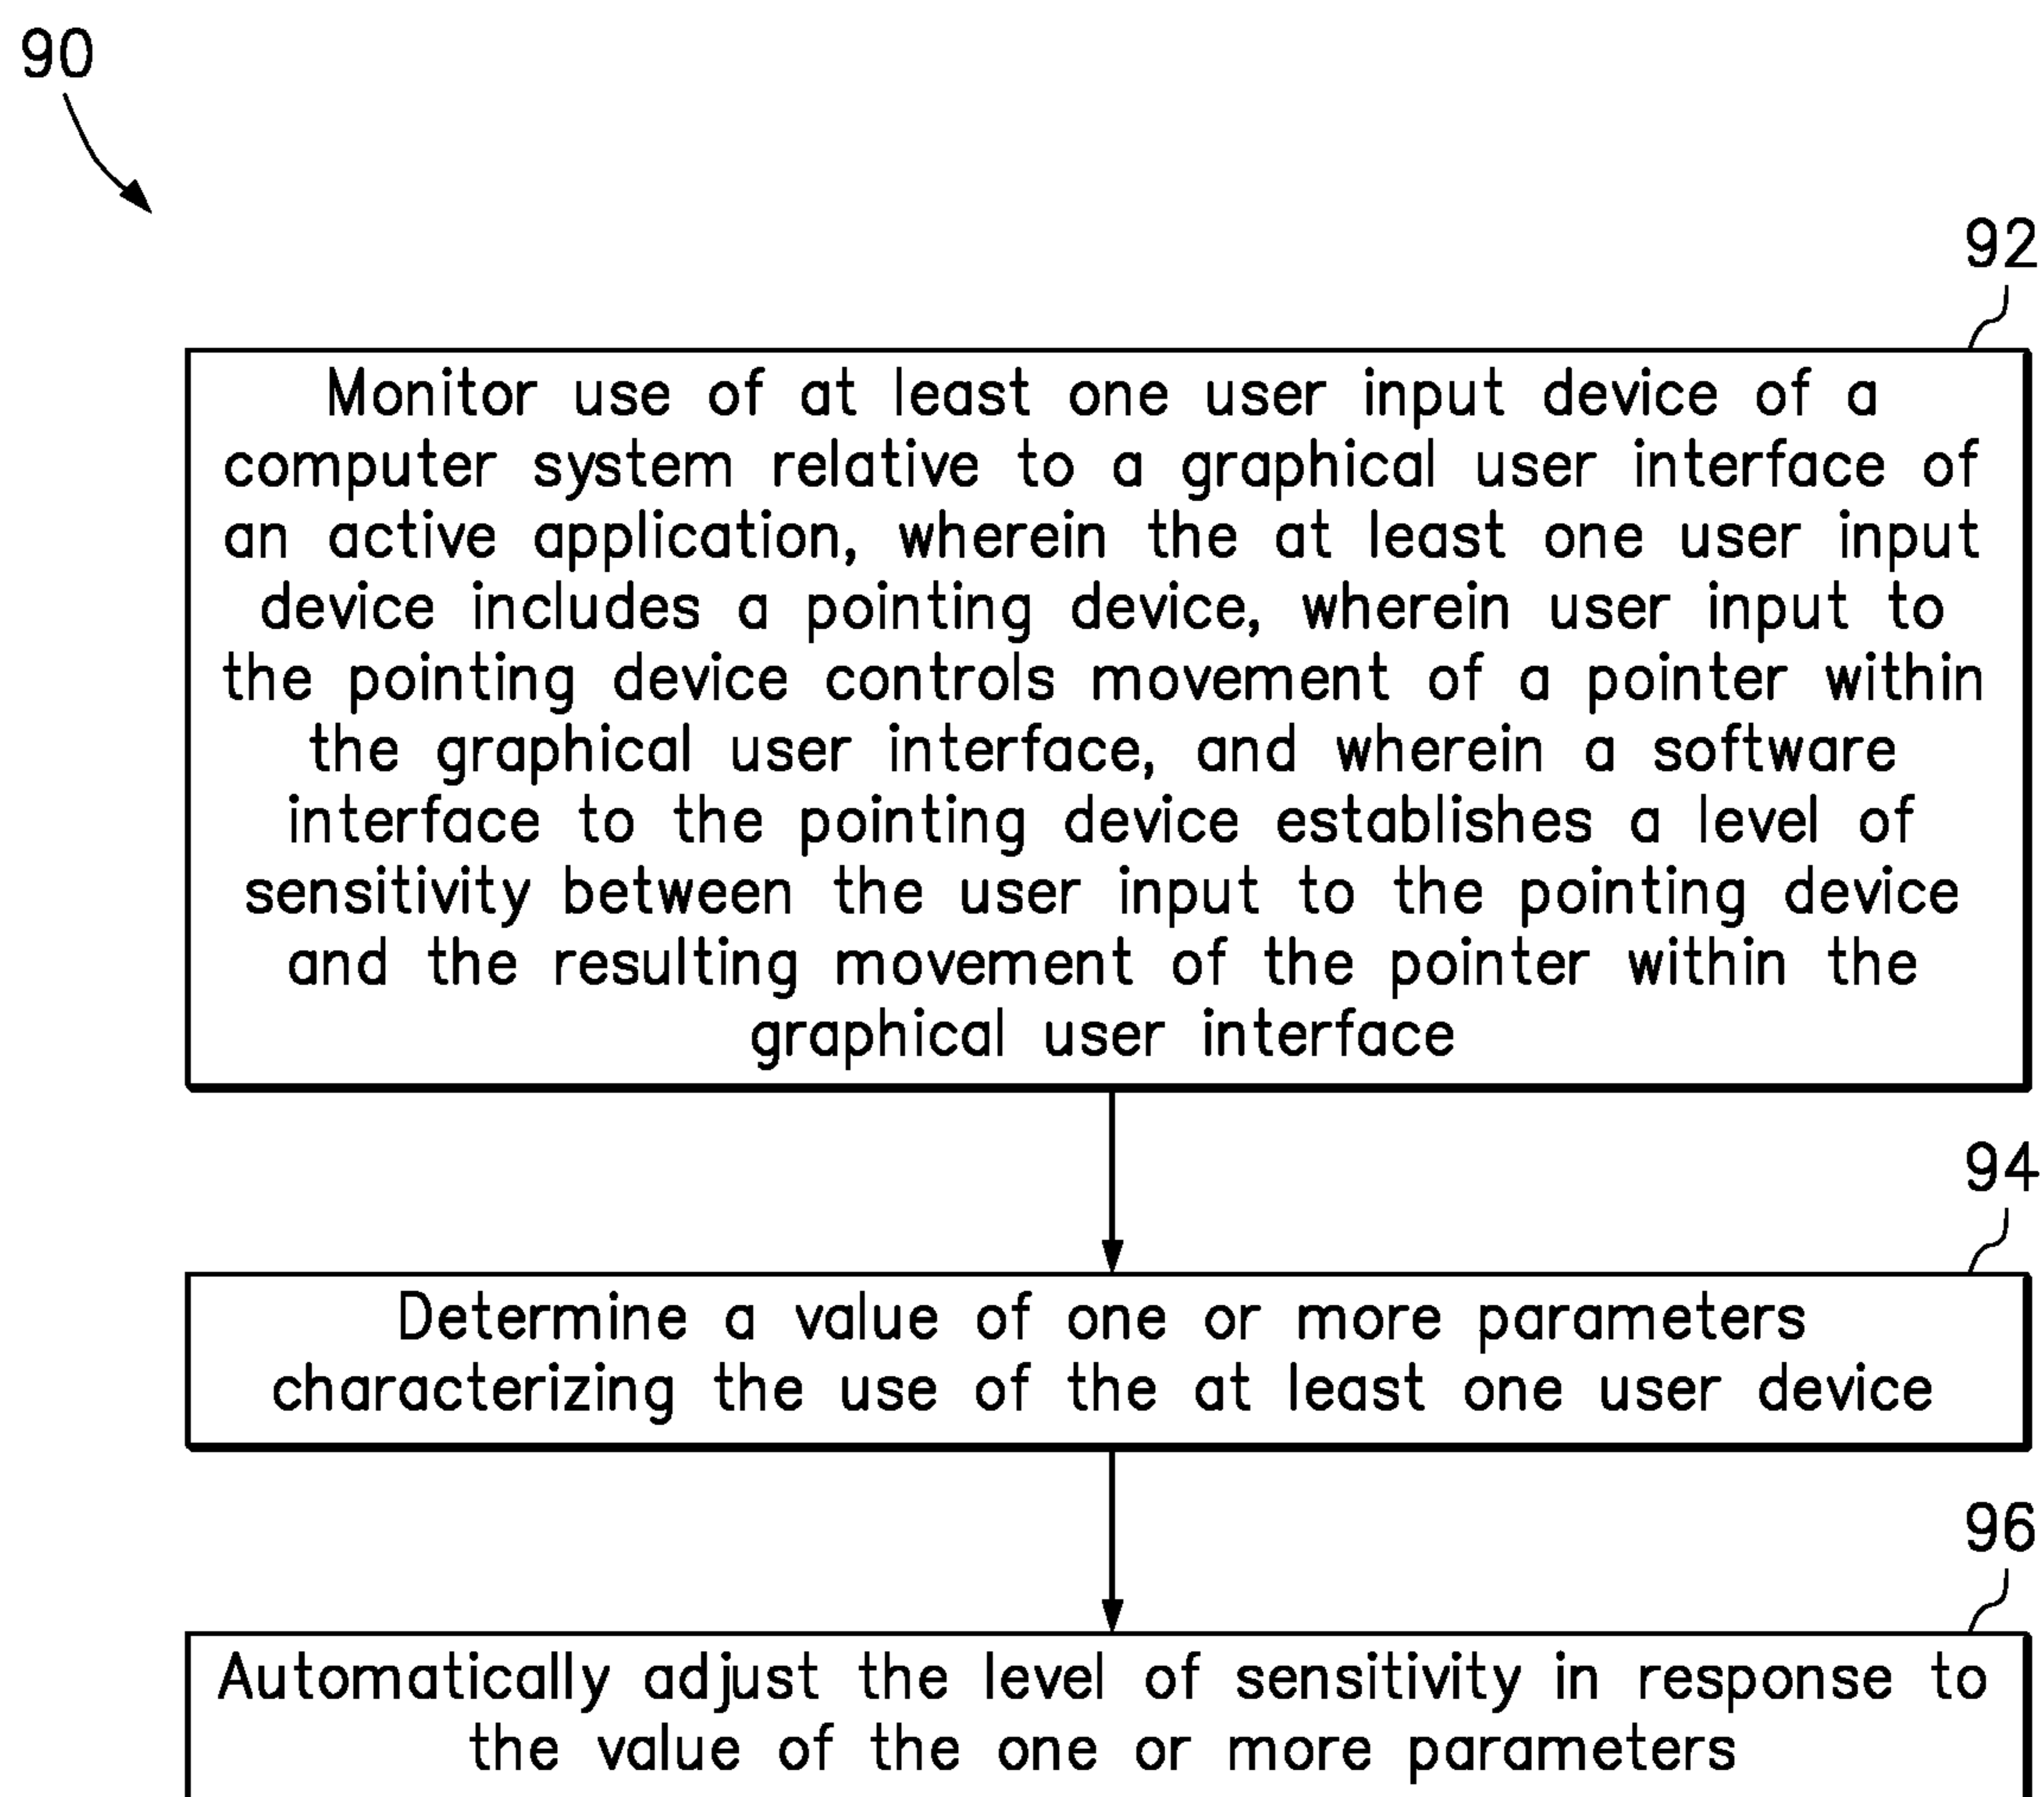 90
92
Monitor use of at least one user input device of a
computer system relative to a graphical user interface of
an active application, wherein the at least one user input
device includes a pointing device, wherein user input to
the pointing device controls movement of a pointer within
the graphical user interface, and wherein a software
interface to the pointing device establishes a level of
sensitivity between the user input to the pointing device
and the resulting movement of the pointer within the
graphical user interface
94
Determine a value of one or more parameters
characterizing the use of the at least one user device
96
Automatically adjust the level of sensitivity in response to
the value of the one or more parameters